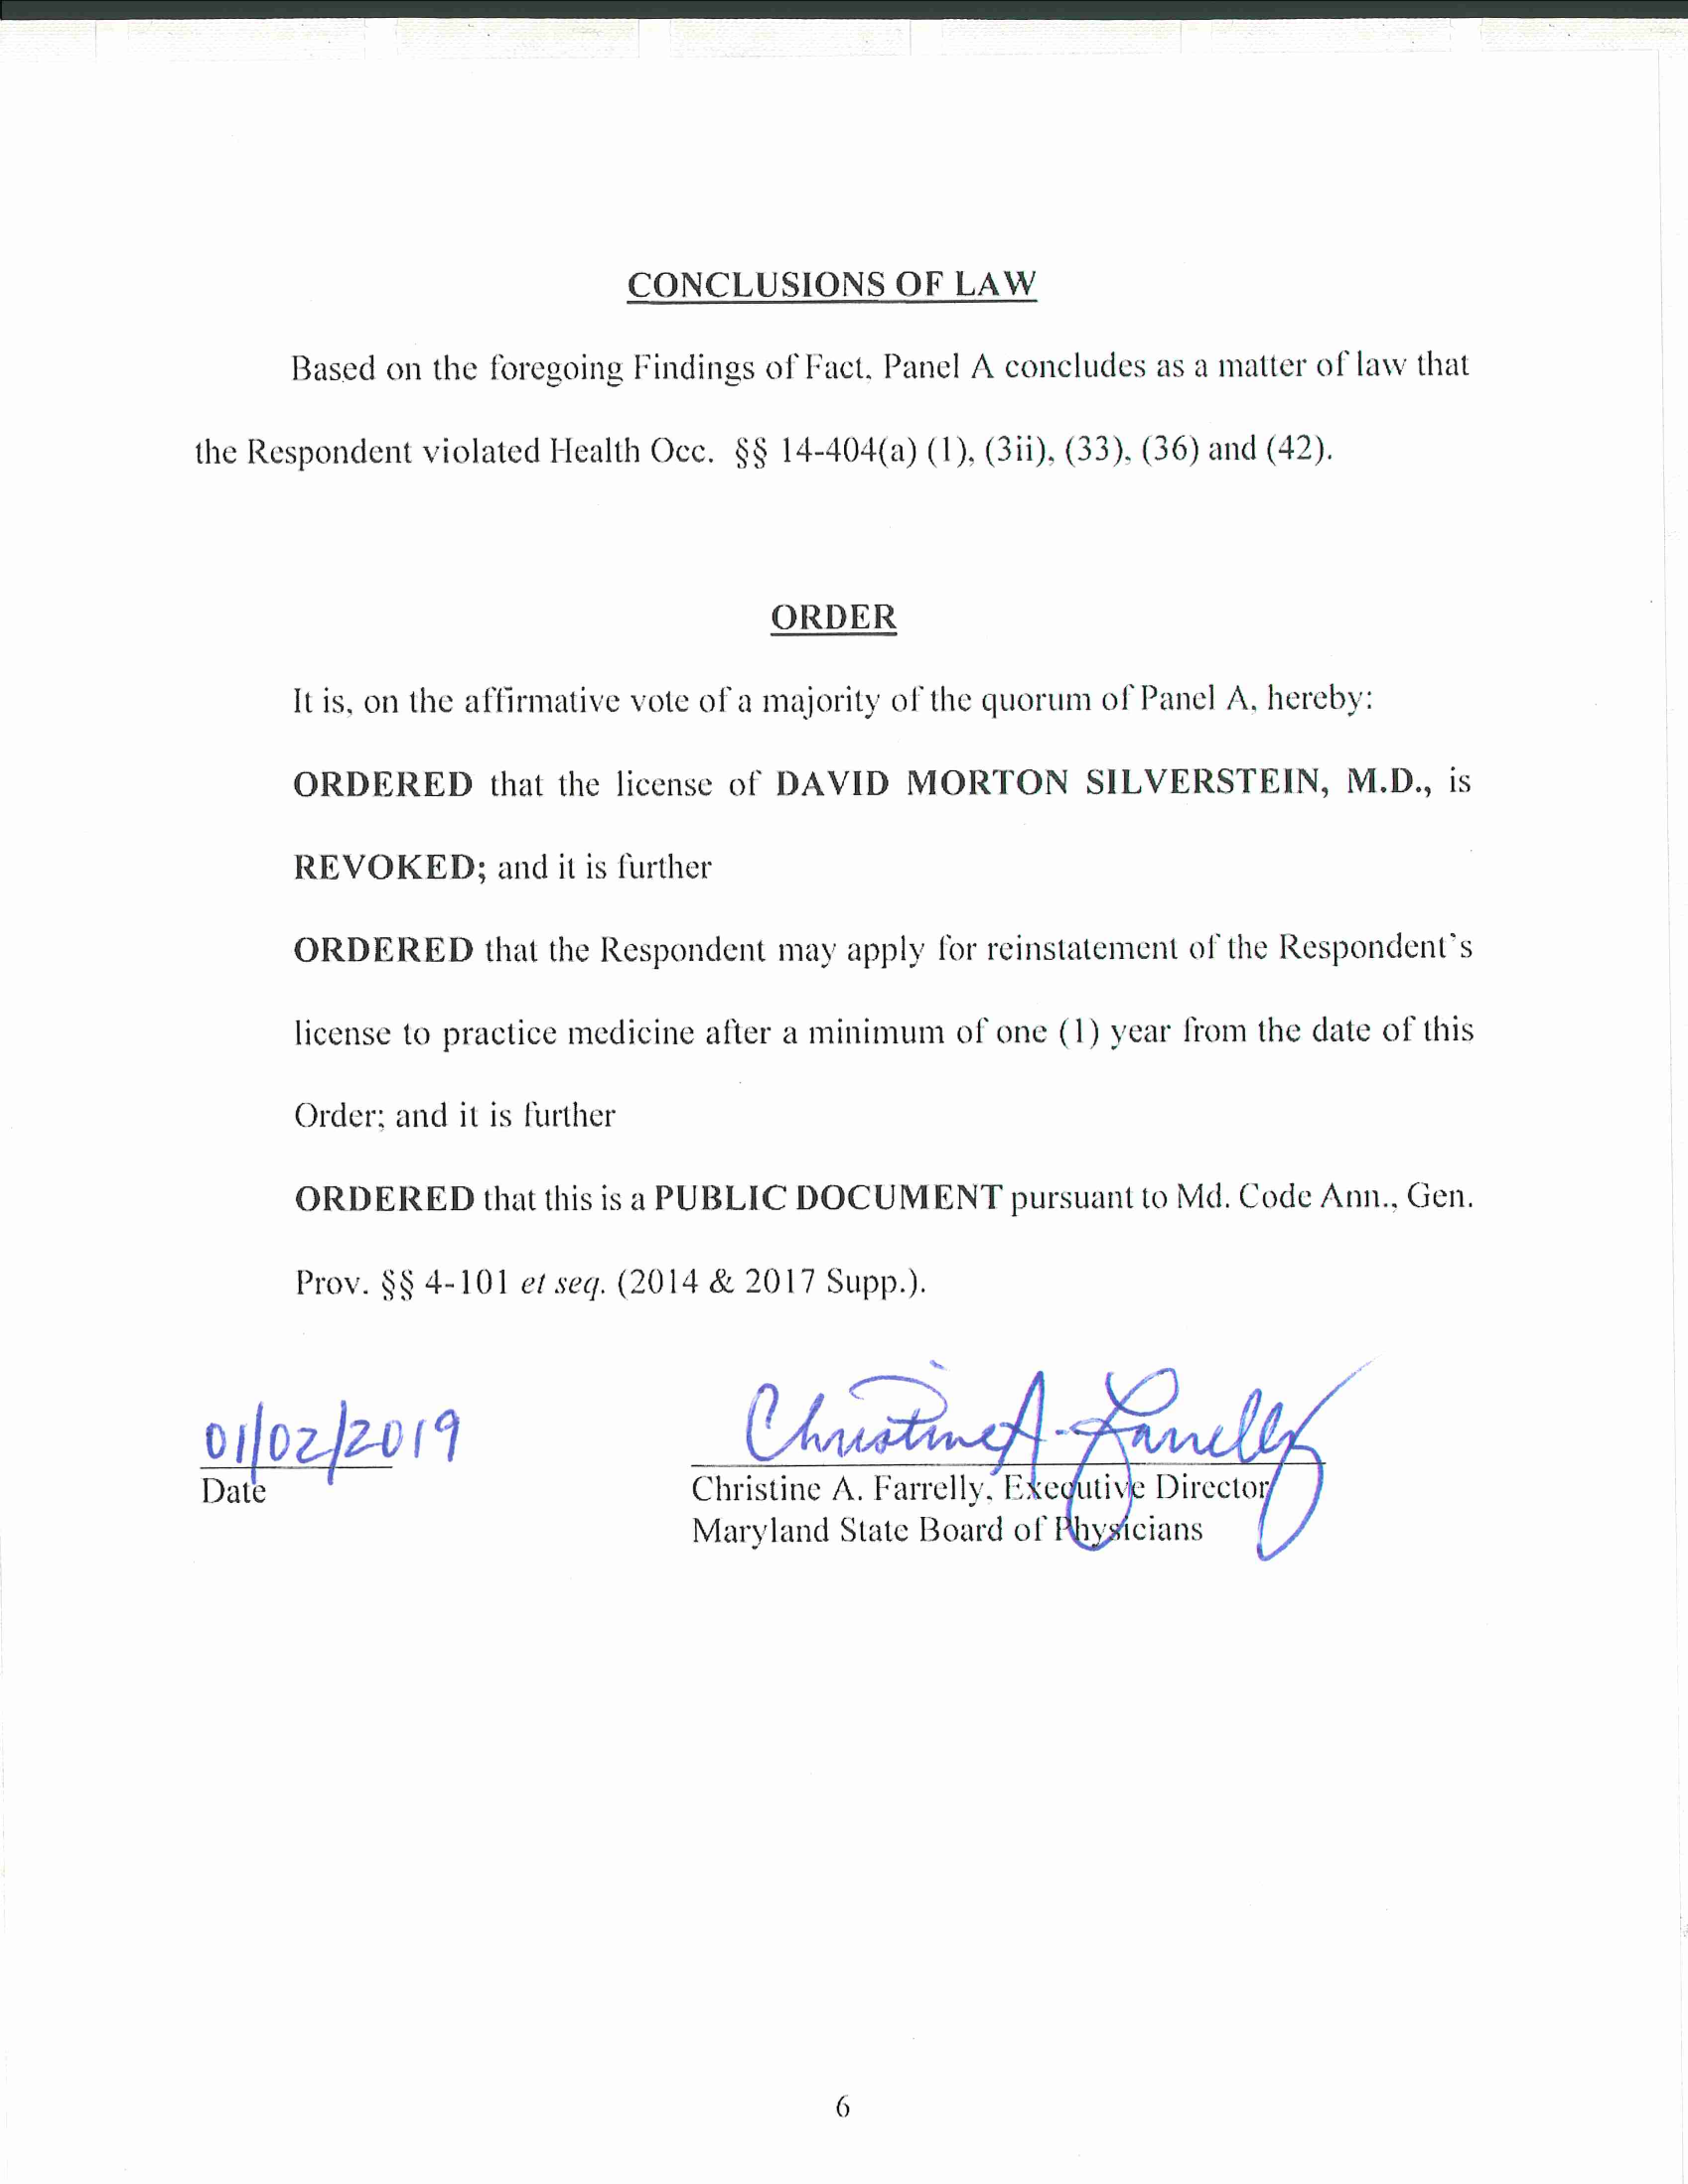 CONCLUSIONS OF LAW
Based on the foregoing Findings of Fact, Panel A concludes as a matter of law that
the Respondent violated Health Occ. §§ 14-404(a) (1), (3ii), (33), (36) and (42).
ORDER
It is, on the affirmative vote of a majority of the quorum of Panel A, hereby:
ORDERED that the license of DAVID MORTON SILVERSTEIN, M.D., is
REVOKED; and it is further
ORDERED that the Respondent may apply for reinstatement of the Respondent's
license to practice medicine after a minimum of one (1) year from the date of this
Order; and it is further
ORDERED that this is a PUBLIC DOCUMENT pursuant to Md. Code Ann., Gen.
Prov. §§ 4-101 et seq. (2014 & 2017 Supp.).
01/02/2019
Date
Christine A. Farrelly
Christine A. Farrelly, Executive Director
Maryland State Board of Physicians
6